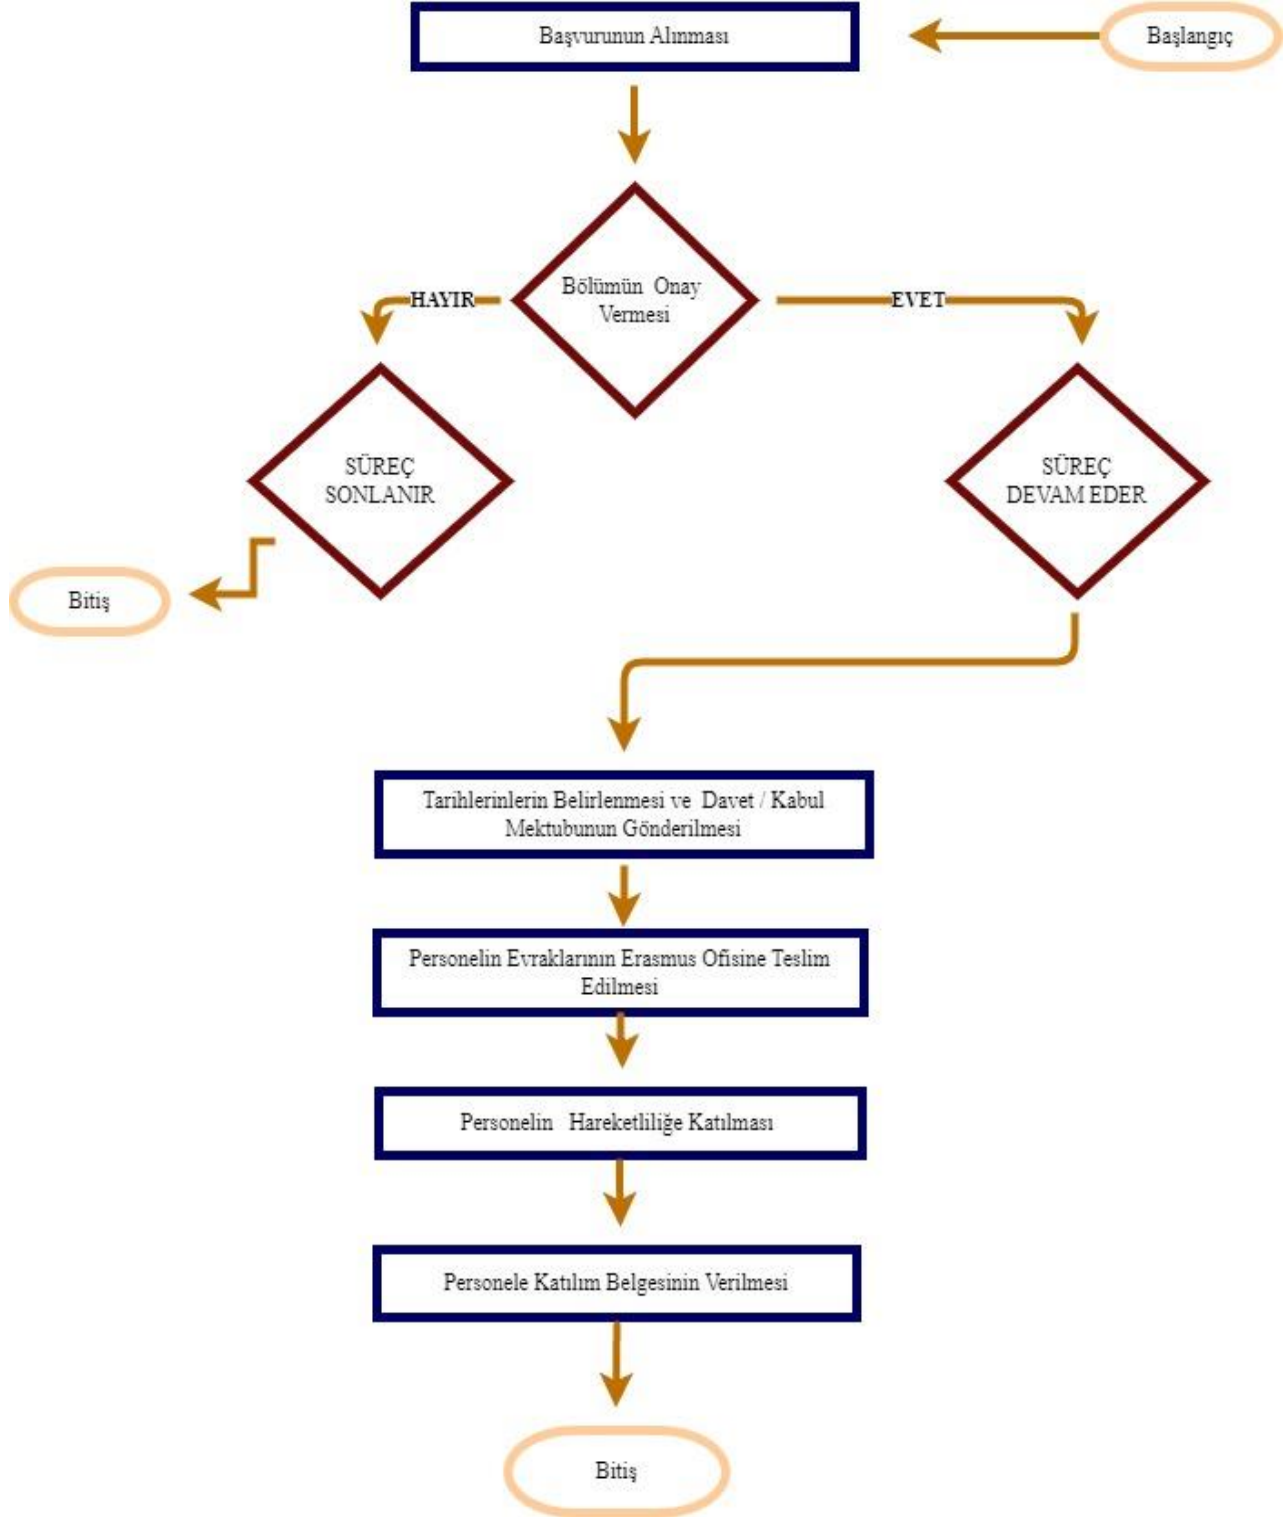 Başlangıç
Başvurunun Alınması
Bölümün Onay
Vermesi
HAYIR
EVET
SÜREÇ
SONLANIR
SÜREÇ
DEVAM EDER
Bitiş
Tarihlerinlerin Belirlenmesi ve Davet / Kabul
Mektubunun Gönderilmesi
Personelin Evraklarının Erasmus Ofisine Teslim
Edilmesi
Personelin Hareketliliğe Katılması
Personele Katılım Belgesinin Verilmesi
Bitiş